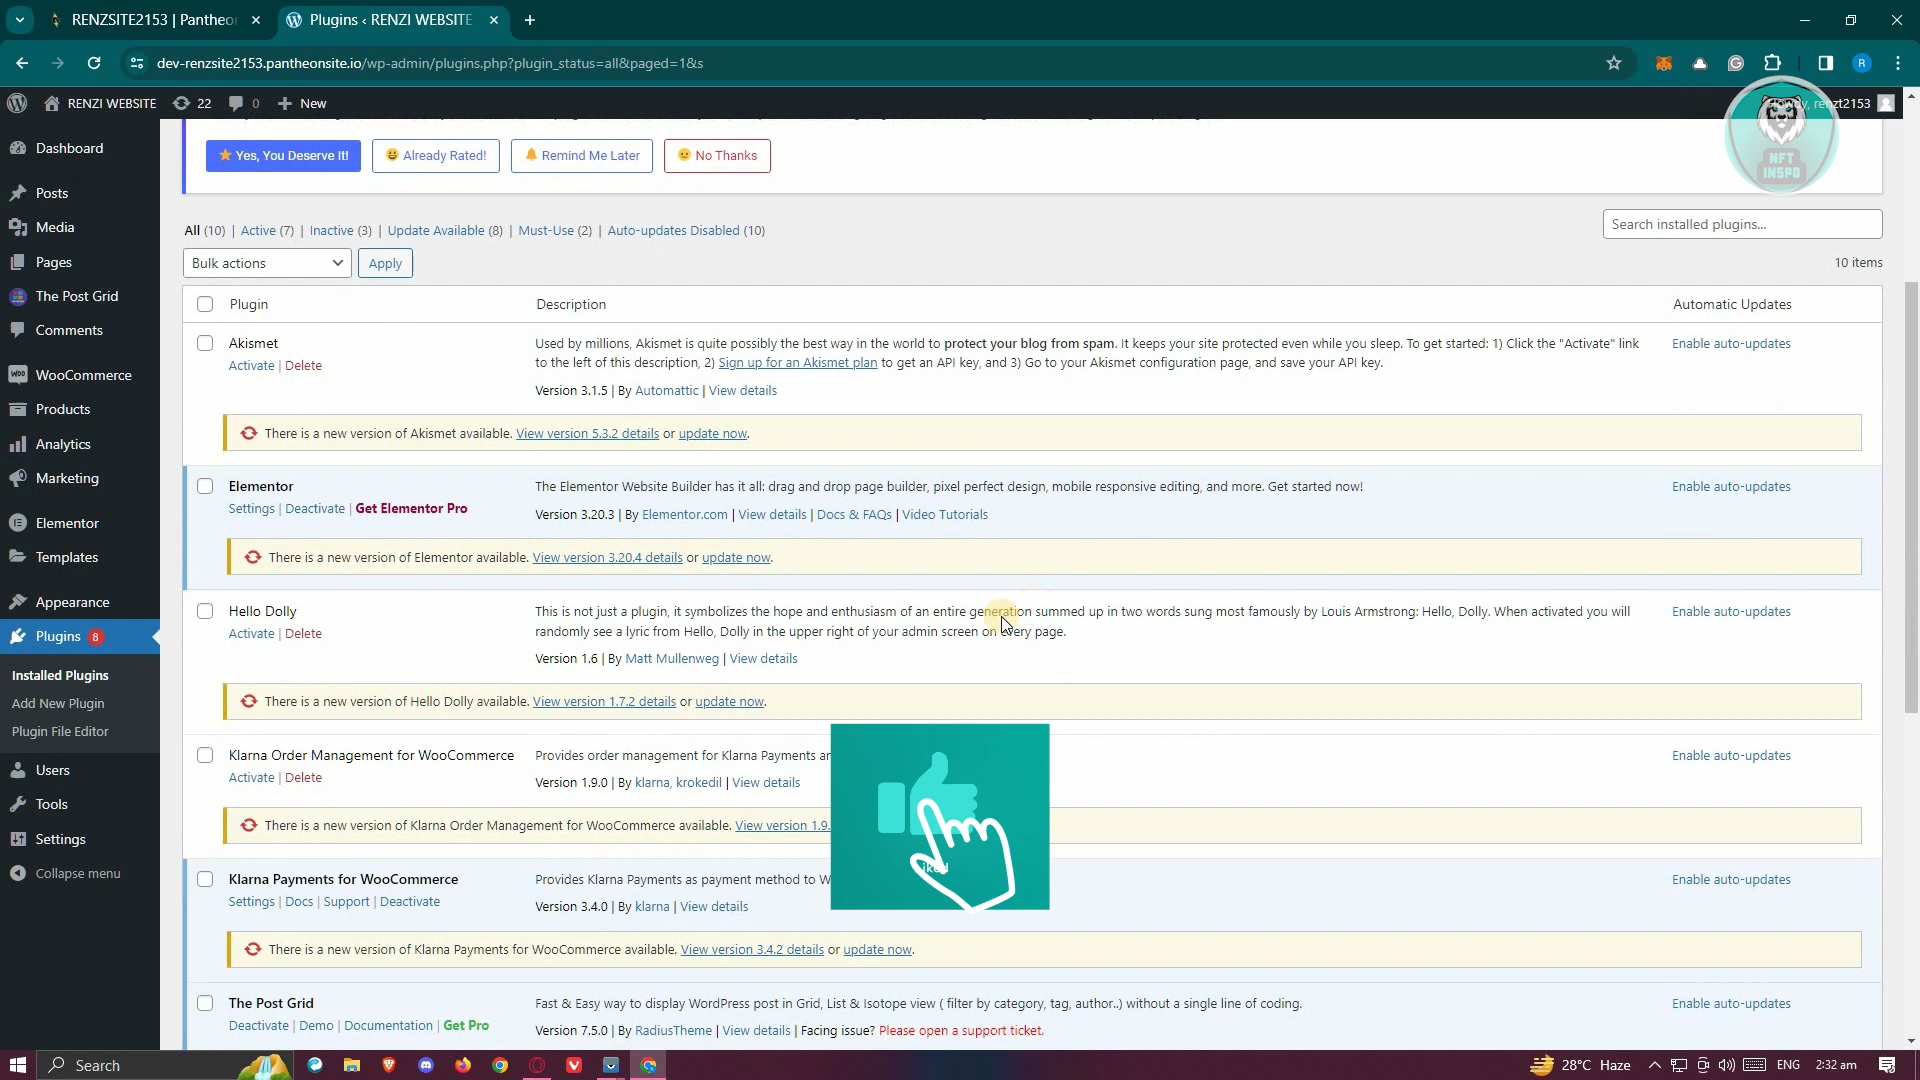 RENZSITE2153 | Pantheo
Plugins ‹ RENZI WEBSITE
dev-renzsite2153.pantheonsite.io/wp-admin/plugins.php?plugin_status=all&paged=1&s
R
RENZI WEBSITE
22
0
New
renzt2153
NFT
INSPO
Dashboard
Posts
Media
Pages
The Post Grid
Comments
WOO
WooCommerce
Products
Analytics
Marketing
Elementor
Templates
Appearance
Plugins 8
Installed Plugins
Add New Plugin
Plugin File Editor
Users
Tools
Settings
Collapse menu
Yes, You Deserve It!
Already Rated!
Remind Me Later
No Thanks
All (10) | Active (7) | Inactive (3) | Update Available (8) | Must-Use (2) | Auto-updates Disabled (10)
Search installed plugins...
Bulk actions
Apply
10 items
Plugin
Description
Automatic Updates
Akismet
Activate | Delete
Used by millions, Akismet is quite possibly the best way in the world to protect your blog from spam. It keeps your site protected even while you sleep. To get started: 1) Click the "Activate" link
to the left of this description, 2) Sign up for an Akismet plan to get an API key, and 3) Go to your Akismet configuration page, and save your API key.
Version 3.1.5 | By Automattic | View details
Enable auto-updates
There is a new version of Akismet available. View version 5.3.2 details or update now.
Elementor
Settings | Deactivate | Get Elementor Pro
The Elementor Website Builder has it all: drag and drop page builder, pixel perfect design, mobile responsive editing, and more. Get started now!
Version 3.20.3 | By Elementor.com | View details | Docs & FAQs | Video Tutorials
Enable auto-updates
There is a new version of Elementor available. View version 3.20.4 details or update now.
Hello Dolly
Activate | Delete
This is not just a plugin, it symbolizes the hope and enthusiasm of an entire generation summed up in two words sung most famously by Louis Armstrong: Hello, Dolly. When activated you will
randomly see a lyric from Hello, Dolly in the upper right of your admin screen on every page.
Version 1.6 | By Matt Mullenweg | View details
Enable auto-updates
There is a new version of Hello Dolly available. View version 1.7.2 details or update now.
Klarna Order Management for WooCommerce
Activate | Delete
Provides order management for Klarna Payments
Version 1.9.0 | By klarna, krokedil | View details
Enable auto-updates
There is a new version of Klarna Order Management for WooCommerce available. View version 1.9.
Klarna Payments for WooCommerce
Settings | Docs | Support | Deactivate
Provides Klarna Payments as payment method to W
Version 3.4.0 | By klarna | View details
Enable auto-updates
There is a new version of Klarna Payments for WooCommerce available. View version 3.4.2 details or update now.
The Post Grid
Deactivate | Demo | Documentation | Get Pro
Fast & Easy way to display WordPress post in Grid, List & Isotope view ( filter by category, tag, author..) without a single line of coding.
Version 7.5.0 | By RadiusTheme | View details | Facing issue? Please open a support ticket.
Enable auto-updates
Search
28°C Haze
ENG
2:32 am